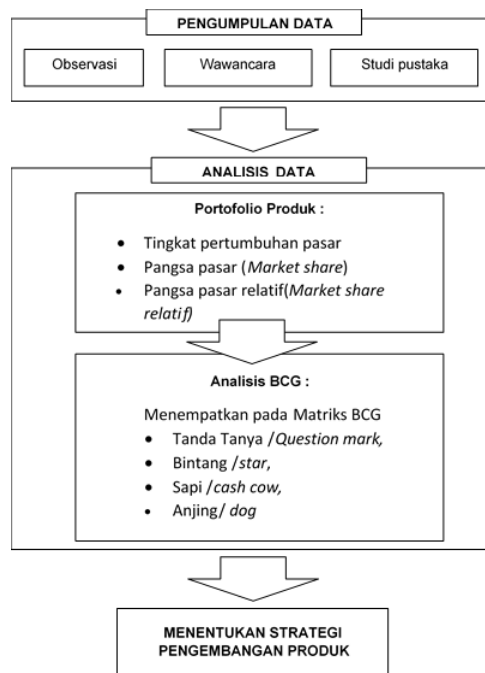 PENGUMPULAN DATA
Observasi
Wawancara
Studi pustaka
ANALISIS DATA
Portofolio Produk :
• Tingkat pertumbuhan pasar
• Pangsa pasar (Market share)
• Pangsa pasar relatif(Market share
relatif)
Analisis BCG :
Menempatkan pada Matriks BCG
• Tanda Tanya /Question mark,
• Bintang /star,
• Sapi /cash cow,
• Anjing/ dog
MENENTUKAN STRATEGI
PENGEMBANGAN PRODUK